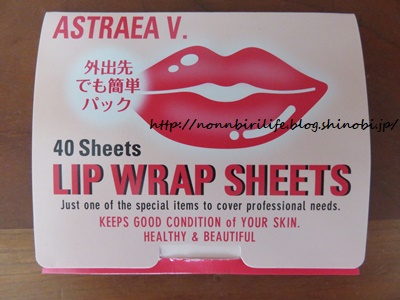 ASTRAEA V.
外出先
でも簡単
パック
http://nonnbirilife.blog.shinobi.jp/
40 Sheets
LIP WRAP SHEETS
Just one of the special items to cover professional needs.
KEEPS GOOD CONDITION of YOUR SKIN.
HEALTHY & BEAUTIFUL